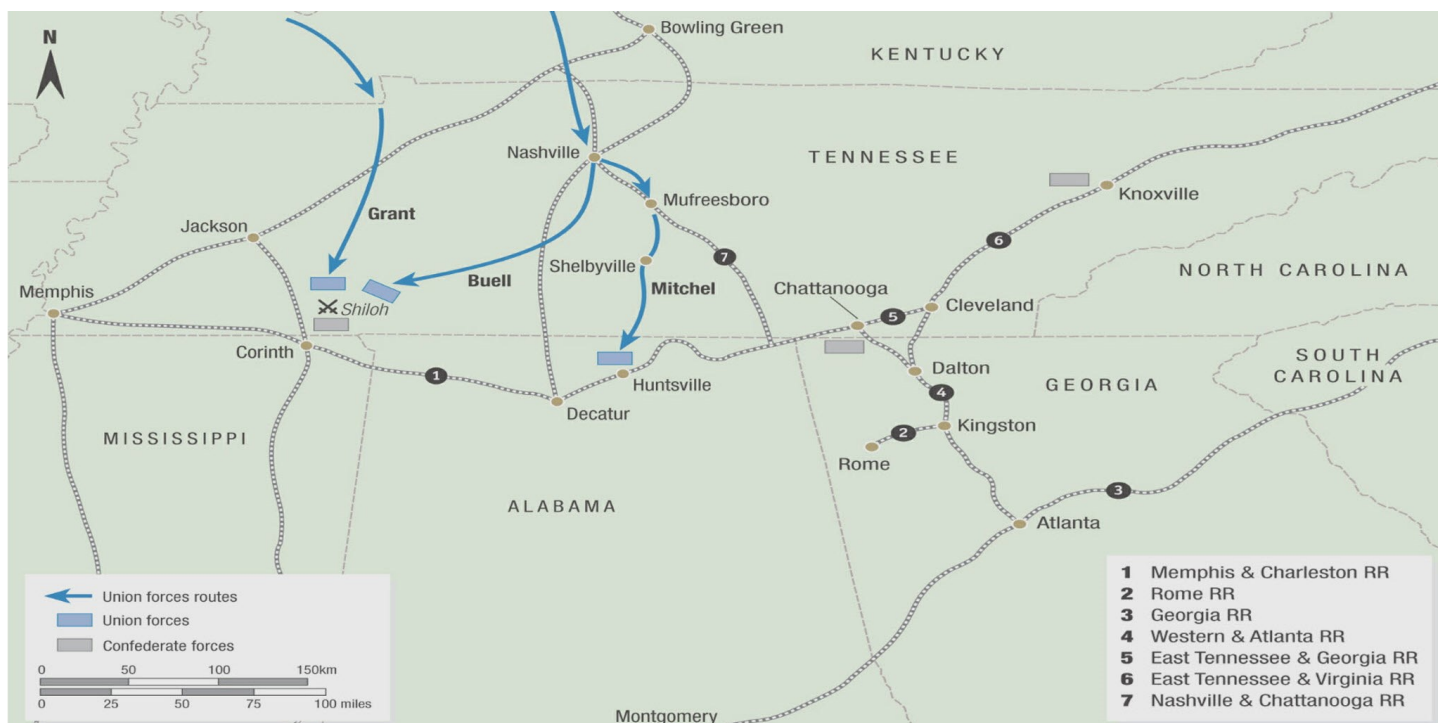 N
Bowling Green
KENTUCKY
Nashville
TENNESSEE
Mufreesboro
Knoxville
Grant
Jackson
6
7
Shelbyville
NORTH CAROLINA
Buell
Mitchel
Chattanooga
Memphis
Shiloh
Cleveland
5
Corinth
SOUTH
CAROLINA
1
Huntsville
Dalton
GEORGIA
4
Decatur
MISSISSIPPI
2
Kingston
Rome
3
ALABAMA
Atlanta
Montgomery
Union forces routes
Union forces
Confederate forces
0 50 100 150km
0 25 50 75 100 miles
1 Memphis & Charleston RR
2 Rome RR
3 Georgia RR
4 Western & Atlanta RR
5 East Tennessee & Georgia RR
6 East Tennessee & Virginia RR
7 Nashville & Chattanooga RR